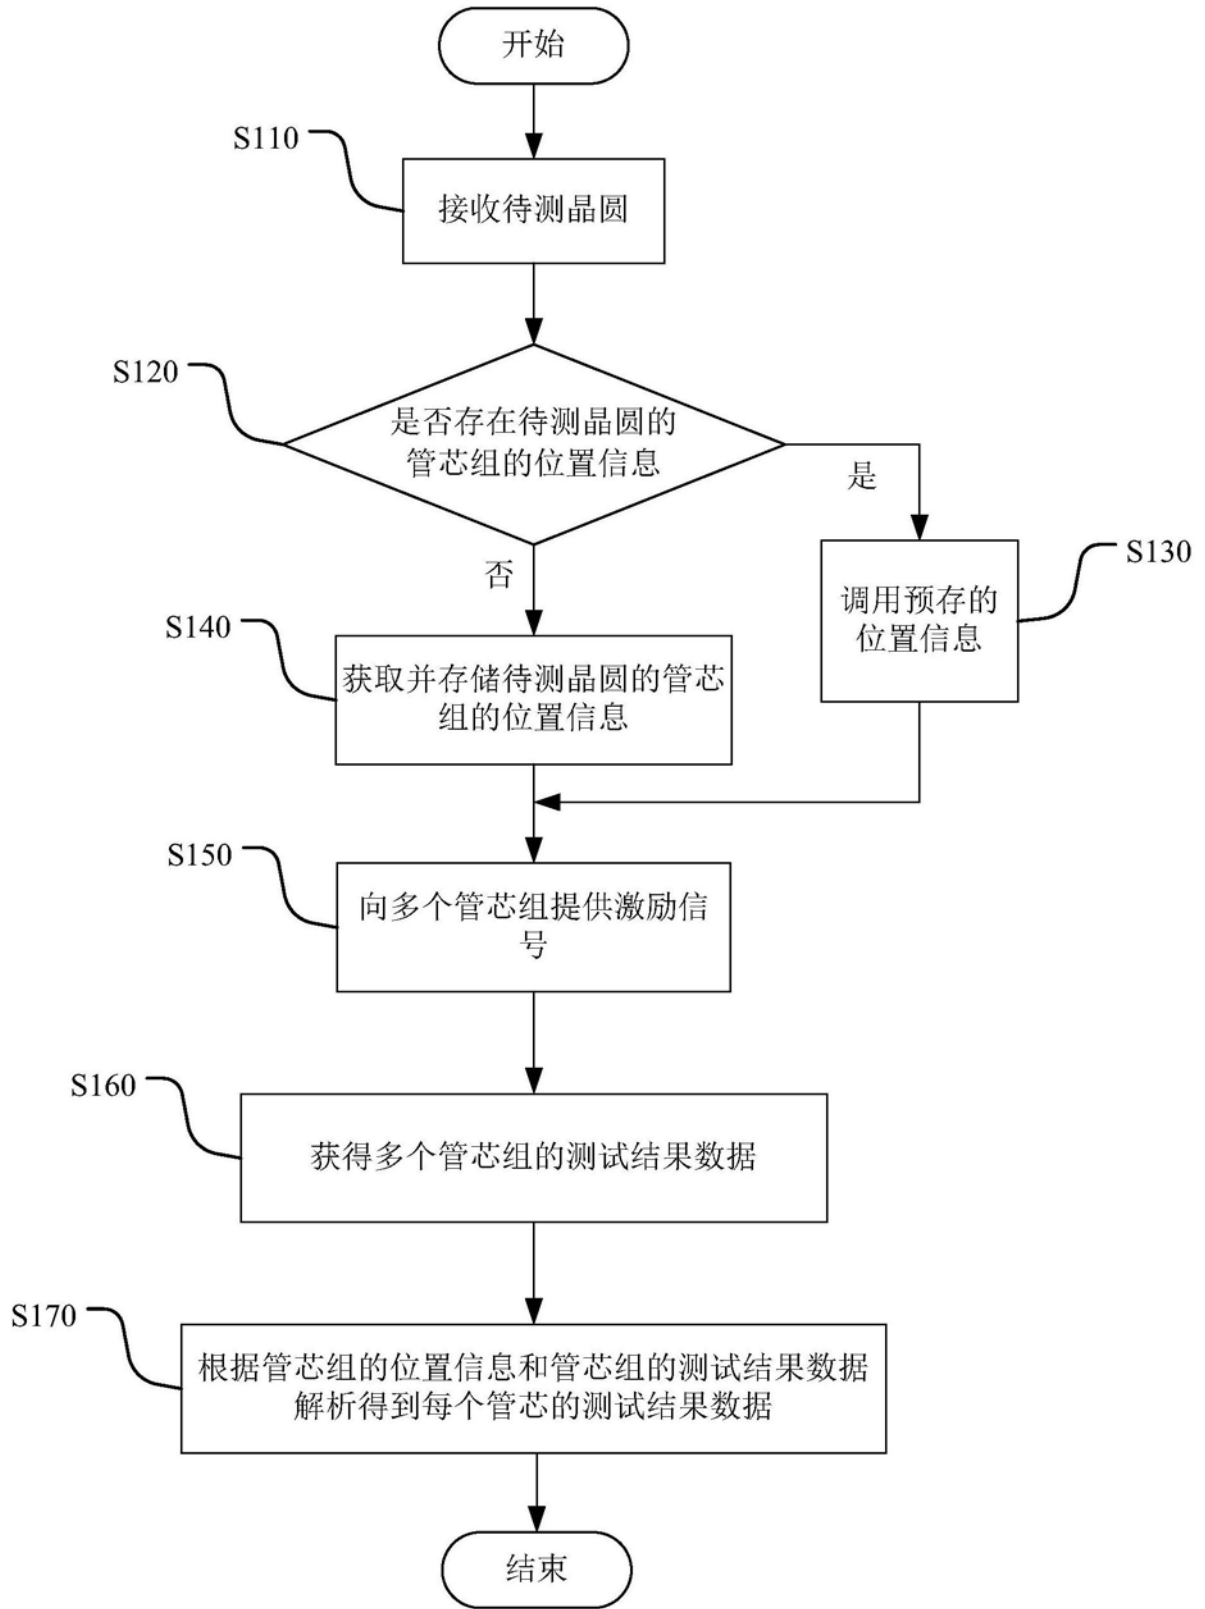 开始
S110
接收待测晶圆
S120
是否存在待测晶圆的
管芯组的位置信息
是
否
S130
调用预存的
位置信息
S140
获取并存储待测晶圆的管芯
组的位置信息
S150
向多个管芯组提供激励信
号
S160
获得多个管芯组的测试结果数据
S170
根据管芯组的位置信息和管芯组的测试结果数据
解析得到每个管芯的测试结果数据
结束